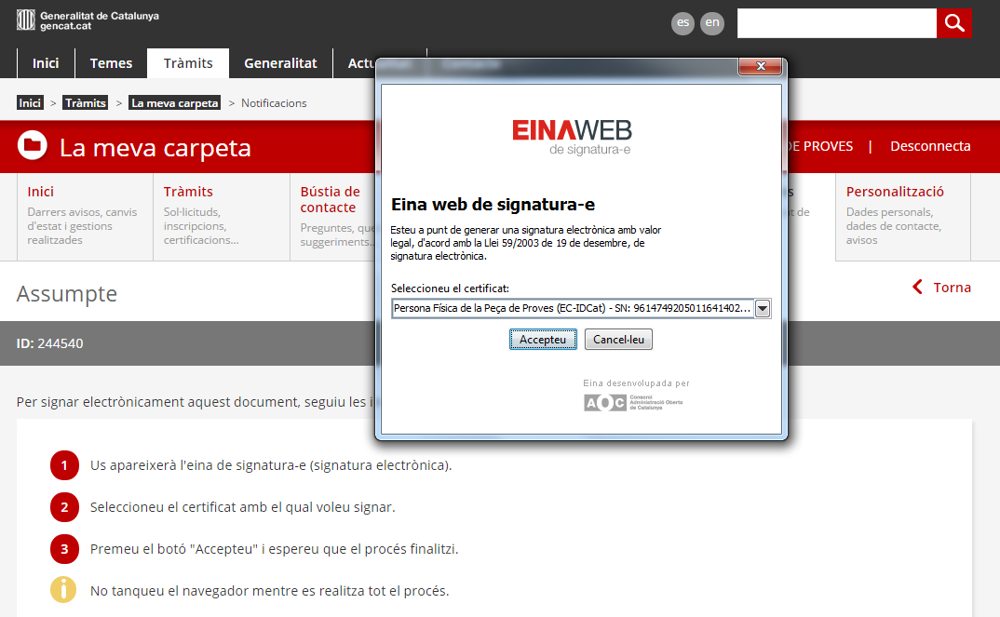 Generalitat de Catalunya
gencat.cat
es en
Inici Temes Tràmits Generalitat
Inici > Tràmits > La meva carpeta > Notificacions
La meva carpeta
DE PROVES | Desconnecta
Inici
Darrers avisos, canvis
d'estat i gestions
realitzades
Tràmits
Sol·licituds,
inscripcions,
certificacions...
Bústia de
contacte
Preguntes, que
suggeriments...
s
t de
Personalització
Dades personals,
dades de contacte,
avisos
Assumpte
Torna
ID: 244540
Per signar electrònicament aquest document, seguiu les i
1 Us apareixerà l'eina de signatura-e (signatura electrònica).
2 Seleccioneu el certificat amb el qual voleu signar.
3 Premeu el botó "Accepteu" i espereu que el procés finalitzi.
i No tanqueu el navegador mentre es realitza tot el procés.
X
EINAWEB
de signatura-e
Eina web de signatura-e
Esteu a punt de generar una signatura electrònica amb valor
legal, d'acord amb la Llei 59/2003 de 19 de desembre, de
signatura electrònica.
Seleccioneu el certificat:
Persona Física de la Peça de Proves (EC-IDCat) - SN: 9614749205011641402...
Accepteu Cancel·leu
Eina desenvolupada per
AOC
Consorci
Administració Oberta
de Catalunya